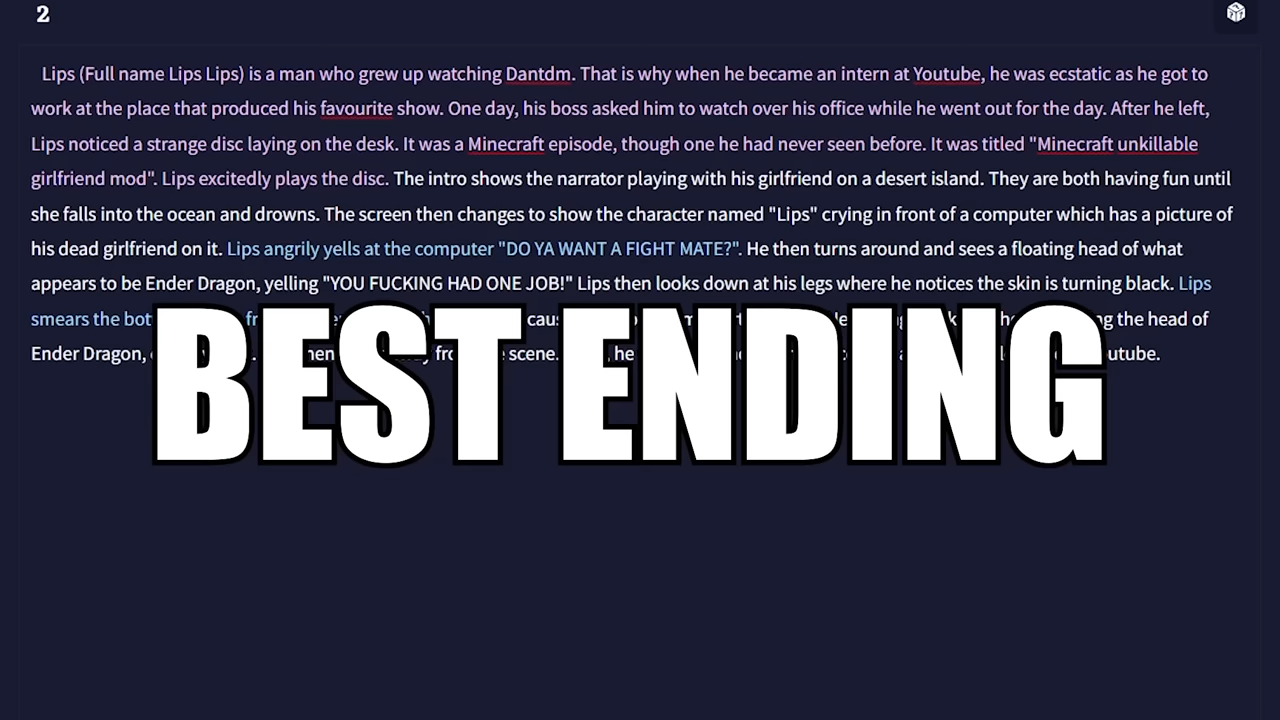 2
Lips (Full name Lips Lips) is a man who grew up watching Dantdm. That is why when he became an intern at Youtube, he was ecstatic as he got to
work at the place that produced his favourite show. One day, his boss asked him to watch over his office while he went out for the day. After he left,
Lips noticed a strange disc laying on the desk. It was a Minecraft episode, though one he had never seen before. It was titled "Minecraft unkillable
girlfriend mod". Lips excitedly plays the disc. The intro shows the narrator playing with his girlfriend on a desert island. They are both having fun until
she falls into the ocean and drowns. The screen then changes to show the character named "Lips" crying in front of a computer which has a picture of
his dead girlfriend on it. Lips angrily yells at the computer "DO YA WANT A FIGHT MATE?". He then turns around and sees a floating head of what
appears to be Ender Dragon, yelling "YOU FUCKING HAD ONE JOB!" Lips then looks down at his legs where he notices the skin is turning black. Lips
smears the the head of
Ender Dragon, scene. he
BEST ENDING